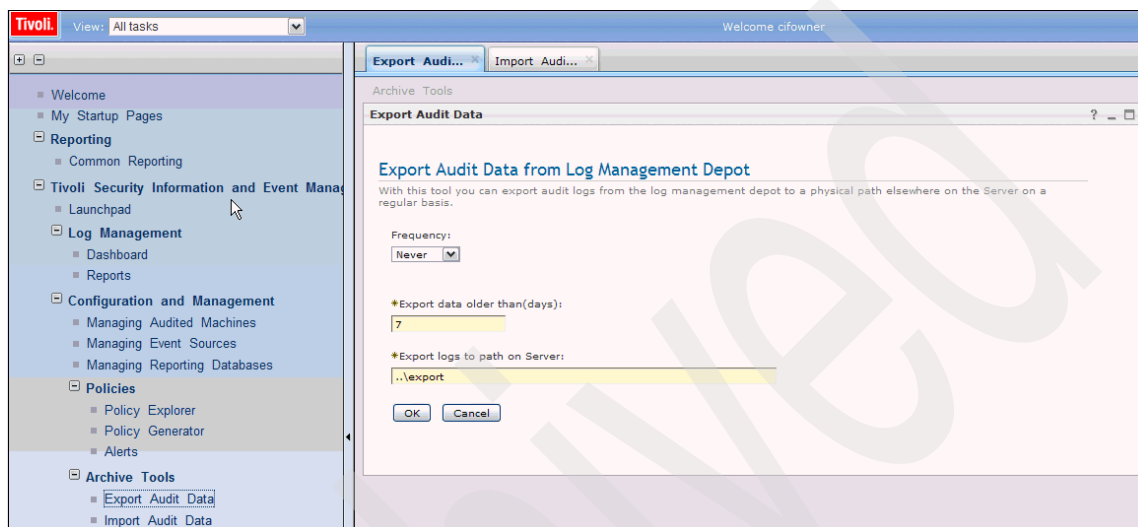 Tivoli. View: All tasks Welcome cifowner
Export Audi... Import Audi...
Welcome
My Startup Pages
Reporting
Common Reporting
Tivoli Security Information and Event Manag
Launchpad
Log Management
Dashboard
Reports
Configuration and Management
Managing Audited Machines
Managing Event Sources
Managing Reporting Databases
Policies
Policy Explorer
Policy Generator
Alerts
Archive Tools
Export Audit Data
Import Audit Data
Archive Tools
Export Audit Data
Export Audit Data from Log Management Depot
With this tool you can export audit logs from the log management depot to a physical path elsewhere on the Server on a
regular basis.
Frequency:
Never
*Export data older than(days):
7
*Export logs to path on Server:
..\export
OK Cancel